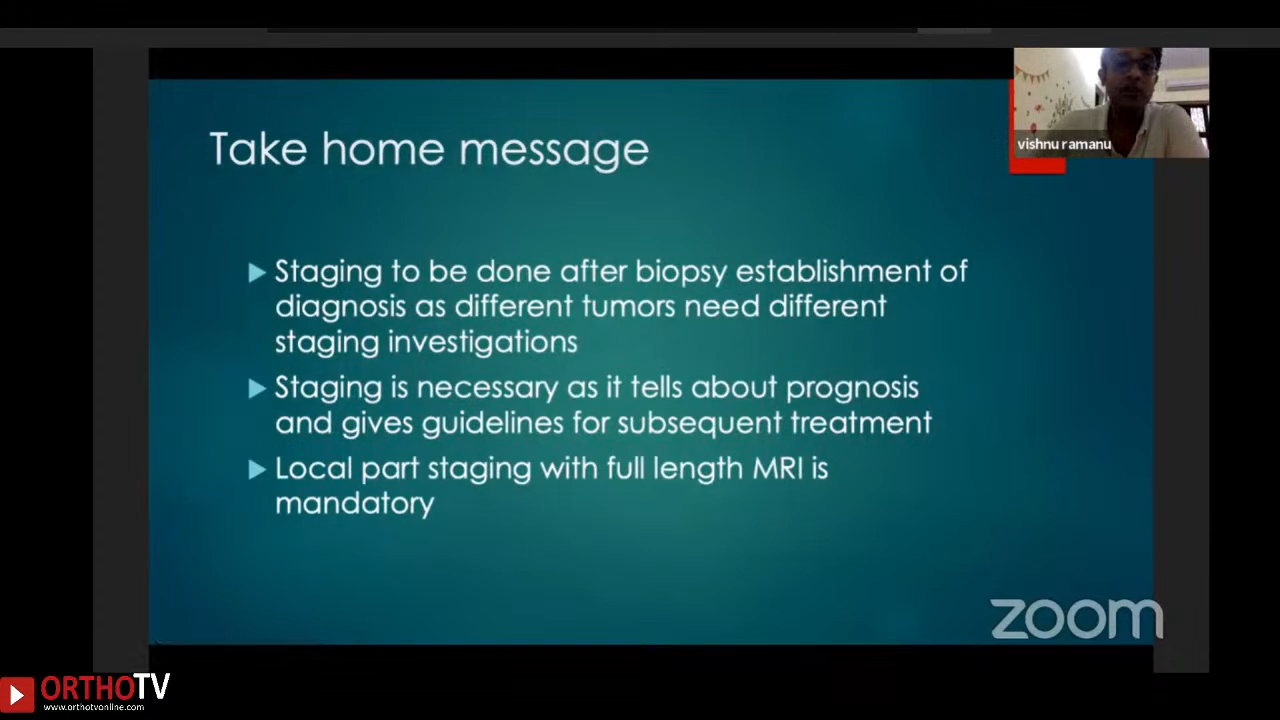 vishnu ramanu
Take home message
Staging to be done after biopsy establishment of
diagnosis as different tumors need different
staging investigations
Staging is necessary as it tells about prognosis
and gives guidelines for subsequent treatment
Local part staging with full length MRI is
mandatory
zoom
ORTHOTV
www.orthotvonline.com